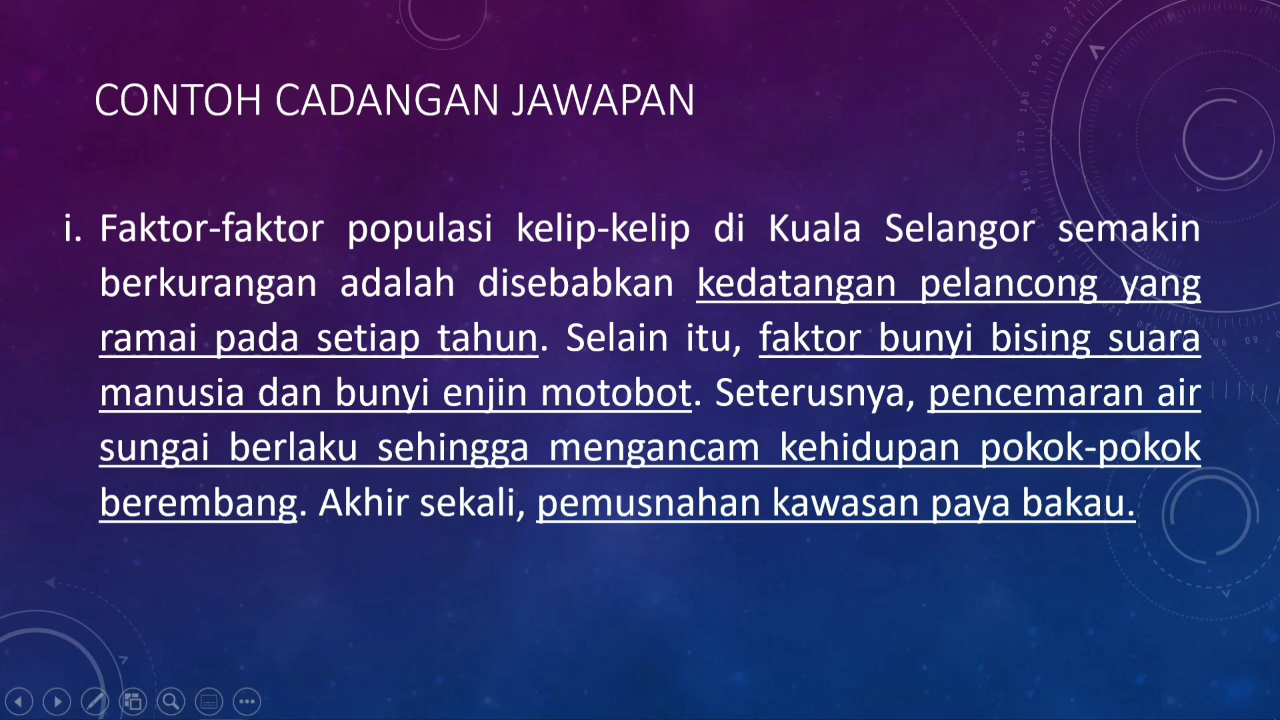 CONTOH CADANGAN JAWAPAN
i. Faktor-faktor populasi kelip-kelip di Kuala Selangor semakin
berkurangan adalah disebabkan kedatangan pelancong yang
ramai pada setiap tahun. Selain itu, faktor bunyi bising suara
manusia dan bunyi enjin motobot. Seterusnya, pencemaran air
sungai berlaku sehingga mengancam kehidupan pokok-pokok
berembang. Akhir sekali, pemusnahan kawasan paya bakau.